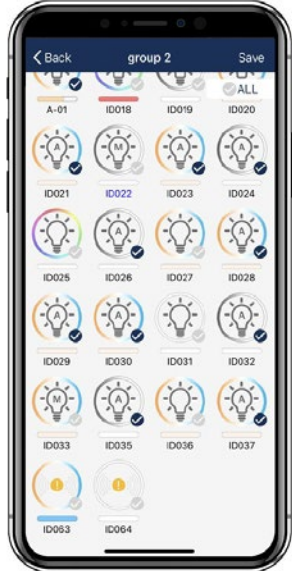 Back group 2 Save
ALL
A-01 ID018 ID019 ID020
A M A A
ID021 ID022 ID023 ID024
A A
ID025 ID026 ID027 ID028
A A A
ID029 ID030 ID031 ID032
M A A
ID033 ID035 ID036 ID037
! !
ID063 ID064